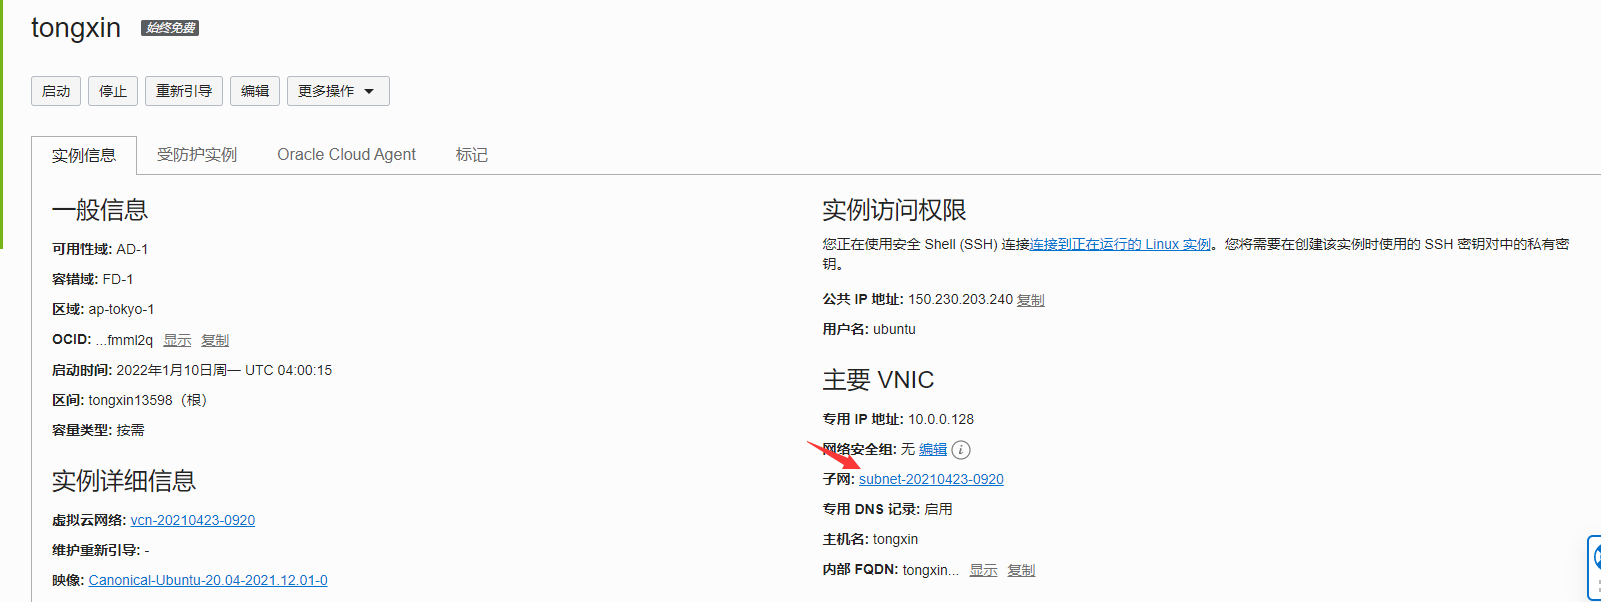 tongxin 始终免费
启动 停止 重新引导 编辑 更多操作
实例信息 受防护实例 Oracle Cloud Agent 标记
一般信息
可用性域: AD-1
容错域: FD-1
区域: ap-tokyo-1
OCID: ...fmml2q 显示 复制
启动时间: 2022年1月10日周一 UTC 04:00:15
区间: tongxin13598（根）
容量类型: 按需
实例详细信息
虚拟云网络: vcn-20210423-0920
维护重新引导: -
映像: Canonical-Ubuntu-20.04-2021.12.01-0
实例访问权限
您正在使用安全 Shell (SSH) 连接连接到正在运行的 Linux 实例。您将需要在创建该实例时使用的 SSH 密钥对中的私有密
钥。
公共 IP 地址: 150.230.203.240 复制
用户名: ubuntu
主要 VNIC
专用 IP 地址: 10.0.0.128
网络安全组: 无 编辑 i
子网: subnet-20210423-0920
专用 DNS 记录: 启用
主机名: tongxin
内部 FQDN: tongxin... 显示 复制